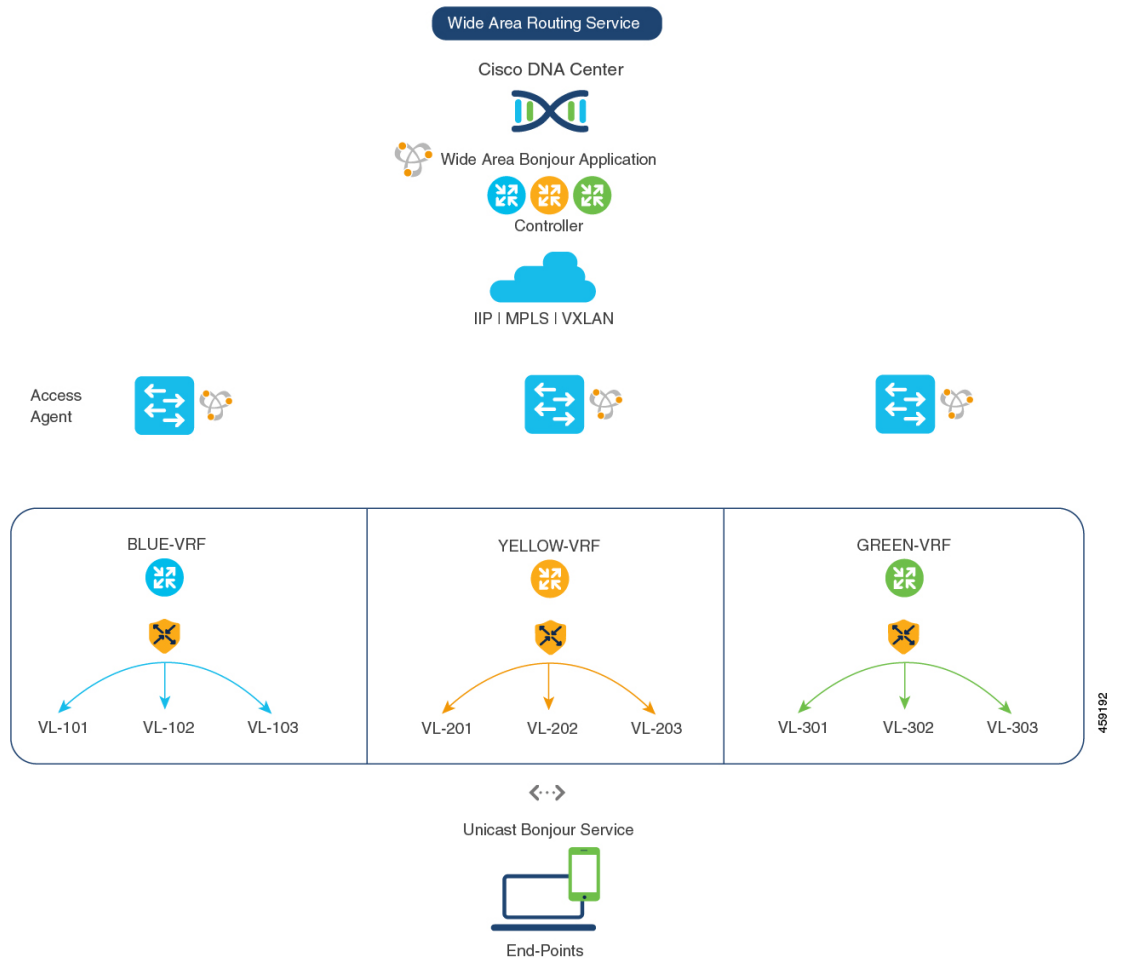 Wide Area Routing Service
Cisco DNA Center
Wide Area Bonjour Application
Controller
IIP | MPLS | VXLAN
Access
Agent
BLUE-VRF
YELLOW-VRF
GREEN-VRF
VL-101
VL-102
VL-103
VL-201
VL-202
VL-203
VL-301
VL-302
VL-303
459192
Unicast Bonjour Service
End-Points